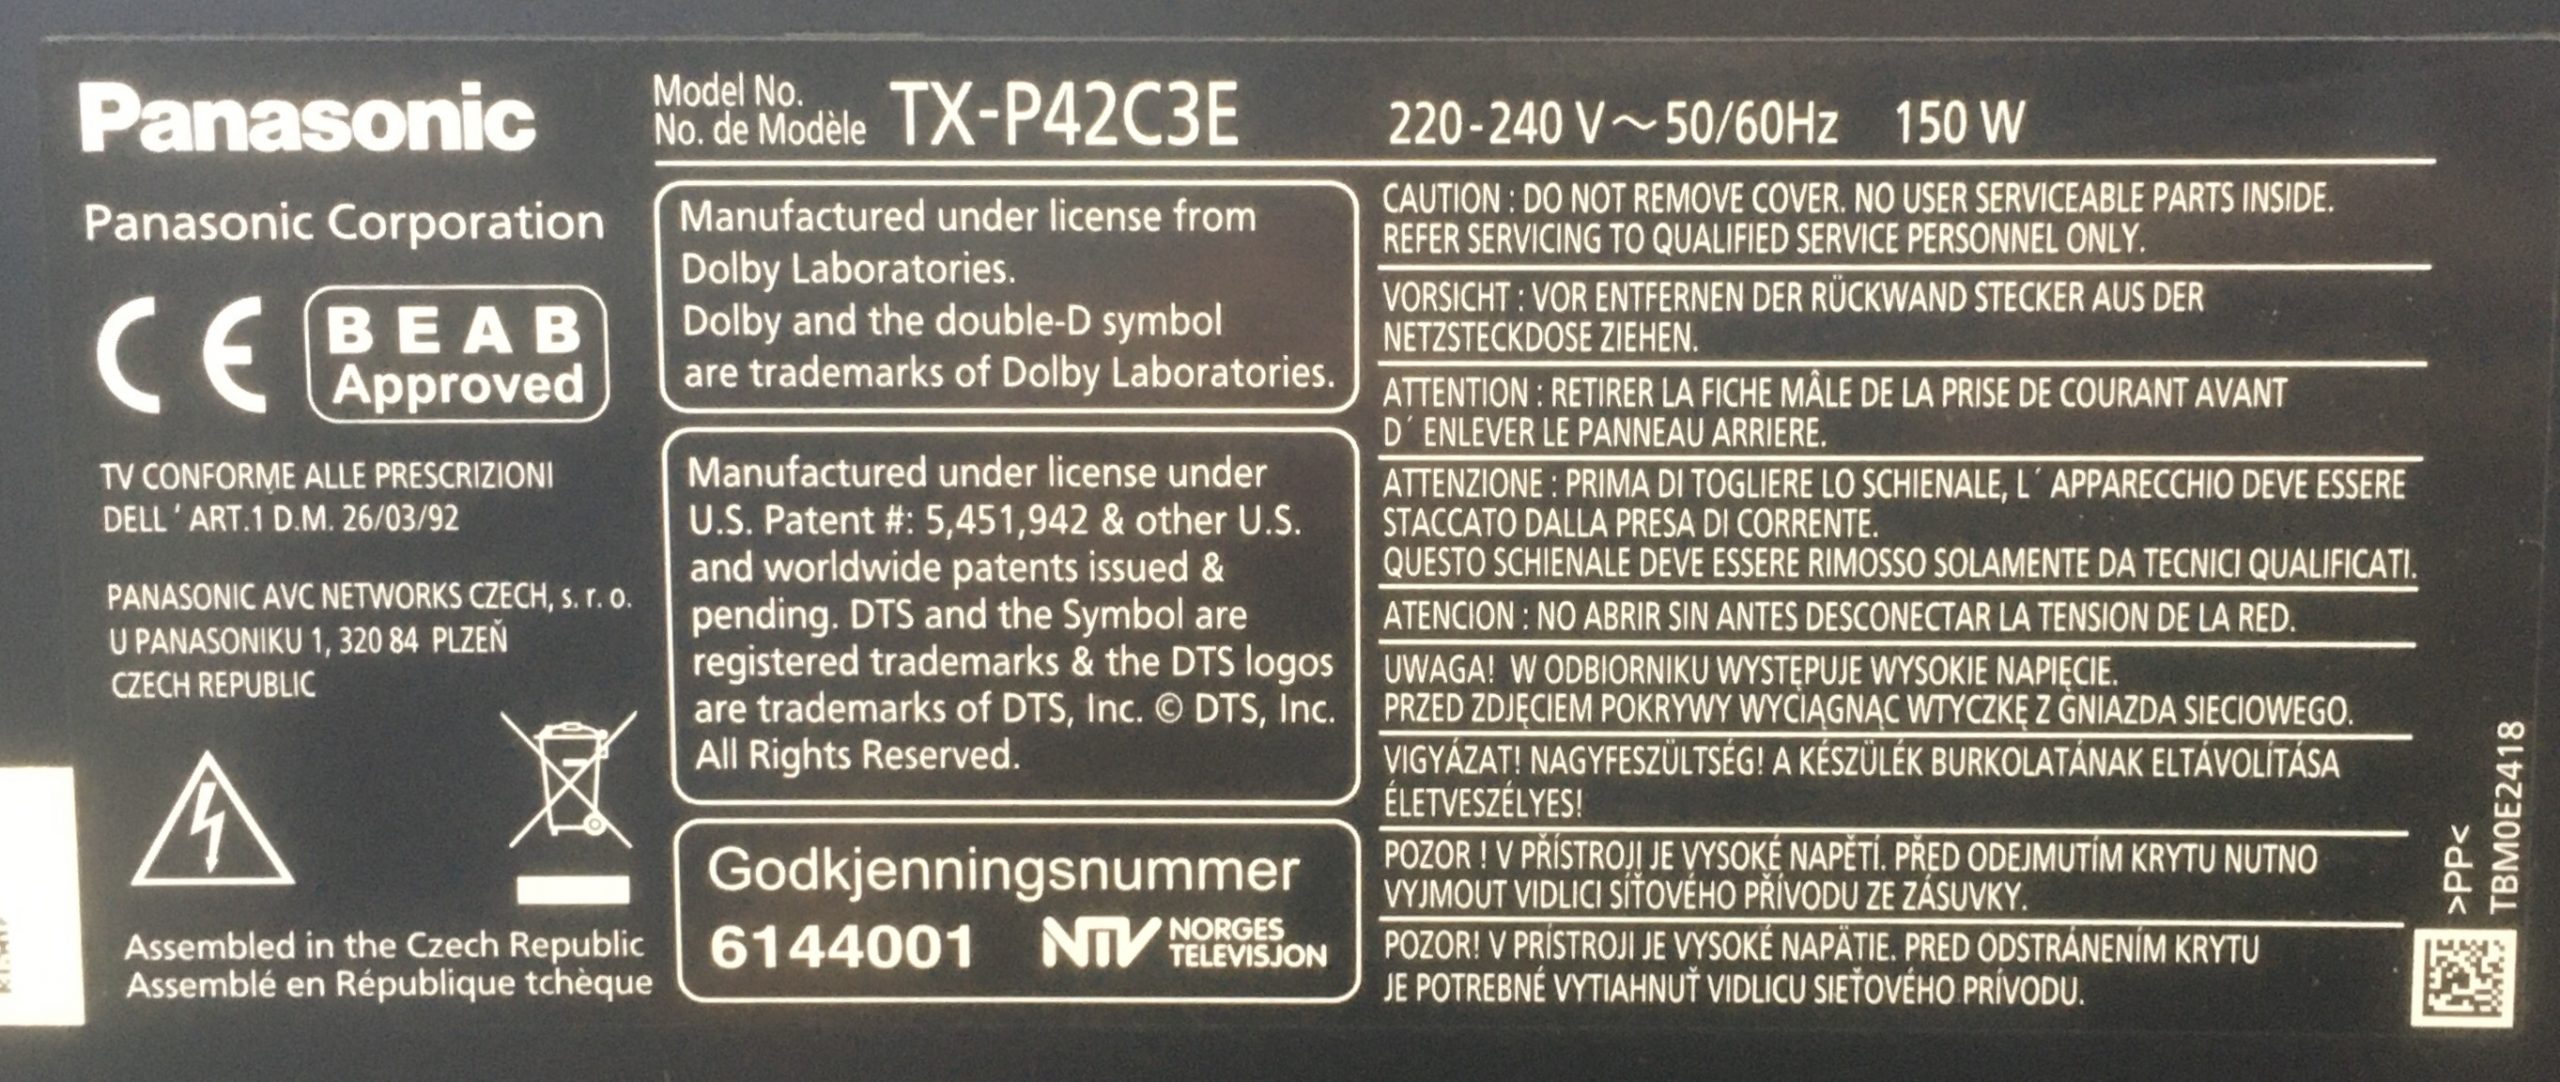 Panasonic
Model No.
No. de Modèle
TX-P42C3E
220-240 V~50/60Hz 150 W
Panasonic Corporation
CE
BEAB
Approved
TV CONFORME ALLE PRESCRIZIONI
DELL ' ART.1 D.M. 26/03/92
PANASONIC AVC NETWORKS CZECH, s. r. o.
U PANASONIKU 1, 320 84 PLZEŇ
CZECH REPUBLIC
Assembled in the Czech Republic
Assemblé en République tchèque
Manufactured under license from
Dolby Laboratories.
Dolby and the double-D symbol
are trademarks of Dolby Laboratories.
Manufactured under license under
U.S. Patent #: 5,451,942 & other U.S.
and worldwide patents issued &
pending. DTS and the Symbol are
registered trademarks & the DTS logos
are trademarks of DTS, Inc. © DTS, Inc.
All Rights Reserved.
Godkjenningsnummer
6144001
NTV NORGES
TELEVISJON
CAUTION : DO NOT REMOVE COVER. NO USER SERVICEABLE PARTS INSIDE.
REFER SERVICING TO QUALIFIED SERVICE PERSONNEL ONLY.
VORSICHT : VOR ENTFERNEN DER RÜCKWAND STECKER AUS DER
NETZSTECKDOSE ZIEHEN.
ATTENTION : RETIRER LA FICHE MÂLE DE LA PRISE DE COURANT AVANT
D´ ENLEVER LE PANNEAU ARRIERE.
ATTENZIONE : PRIMA DI TOGLIERE LO SCHIENALE, L´ APPARECCHIO DEVE ESSERE
STACCATO DALLA PRESA DI CORRENTE.
QUESTO SCHIENALE DEVE ESSERE RIMOSSO SOLAMENTE DA TECNICI QUALIFICATI.
ATENCION : NO ABRIR SIN ANTES DESCONECTAR LA TENSION DE LA RED.
UWAGA! W ODBIORNIKU WYSTĘPUJE WYSOKIE NAPIĘCIE.
PRZED ZDJĘCIEM POKRYWY WYCIĄGNĄC WTYCZKĘ Z GNIAZDA SIECIOWEGO.
VIGYÁZAT! NAGYFESZÜLTSÉG! A KÉSZÜLÉK BURKOLATÁNAK ELTÁVOLÍTÁSA
ÉLETVESZÉLYES!
POZOR ! V PŘÍSTROJI JE VYSOKÉ NAPĚTÍ. PŘED ODEJMUTÍM KRYTU NUTNO
VYJMOUT VIDLICI SÍŤOVÉHO PŘÍVODU ZE ZÁSUVKY.
POZOR! V PRÍSTROJI JE VYSOKÉ NAPÄTIE. PRED ODSTRÁNENÍM KRYTU
JE POTREBNÉ VYTIAHNUŤ VIDLICU SIEŤOVÉHO PRÍVODU.
>PP<
TBM0E2418